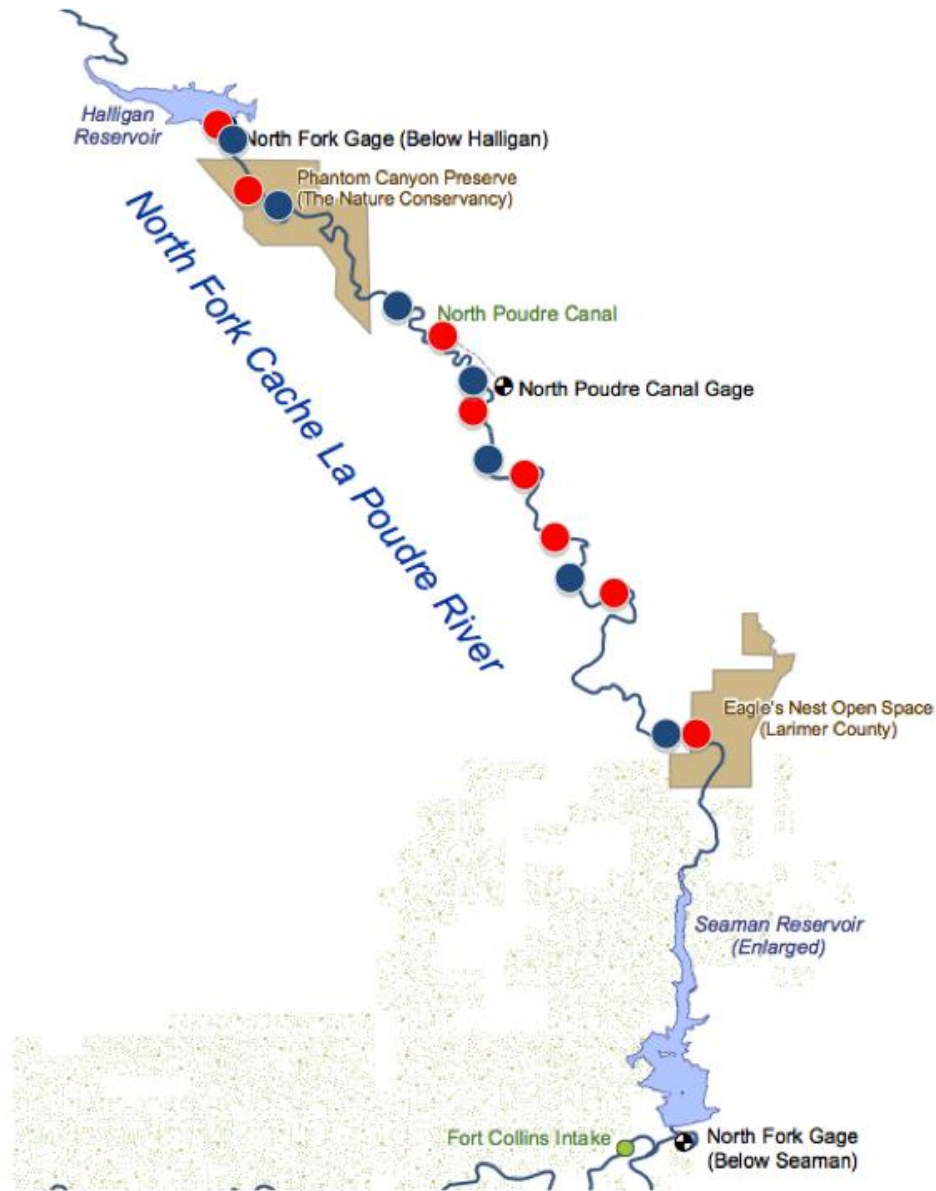 Halligan
Reservoir
North Fork Gage (Below Halligan)
Phantom Canyon Preserve
(The Nature Conservancy)
North Fork Cache La Poudre River
North Poudre Canal
North Poudre Canal Gage
Eagle's Nest Open Space
(Larimer County)
Seaman Reservoir
(Enlarged)
Fort Collins Intake
North Fork Gage
(Below Seaman)